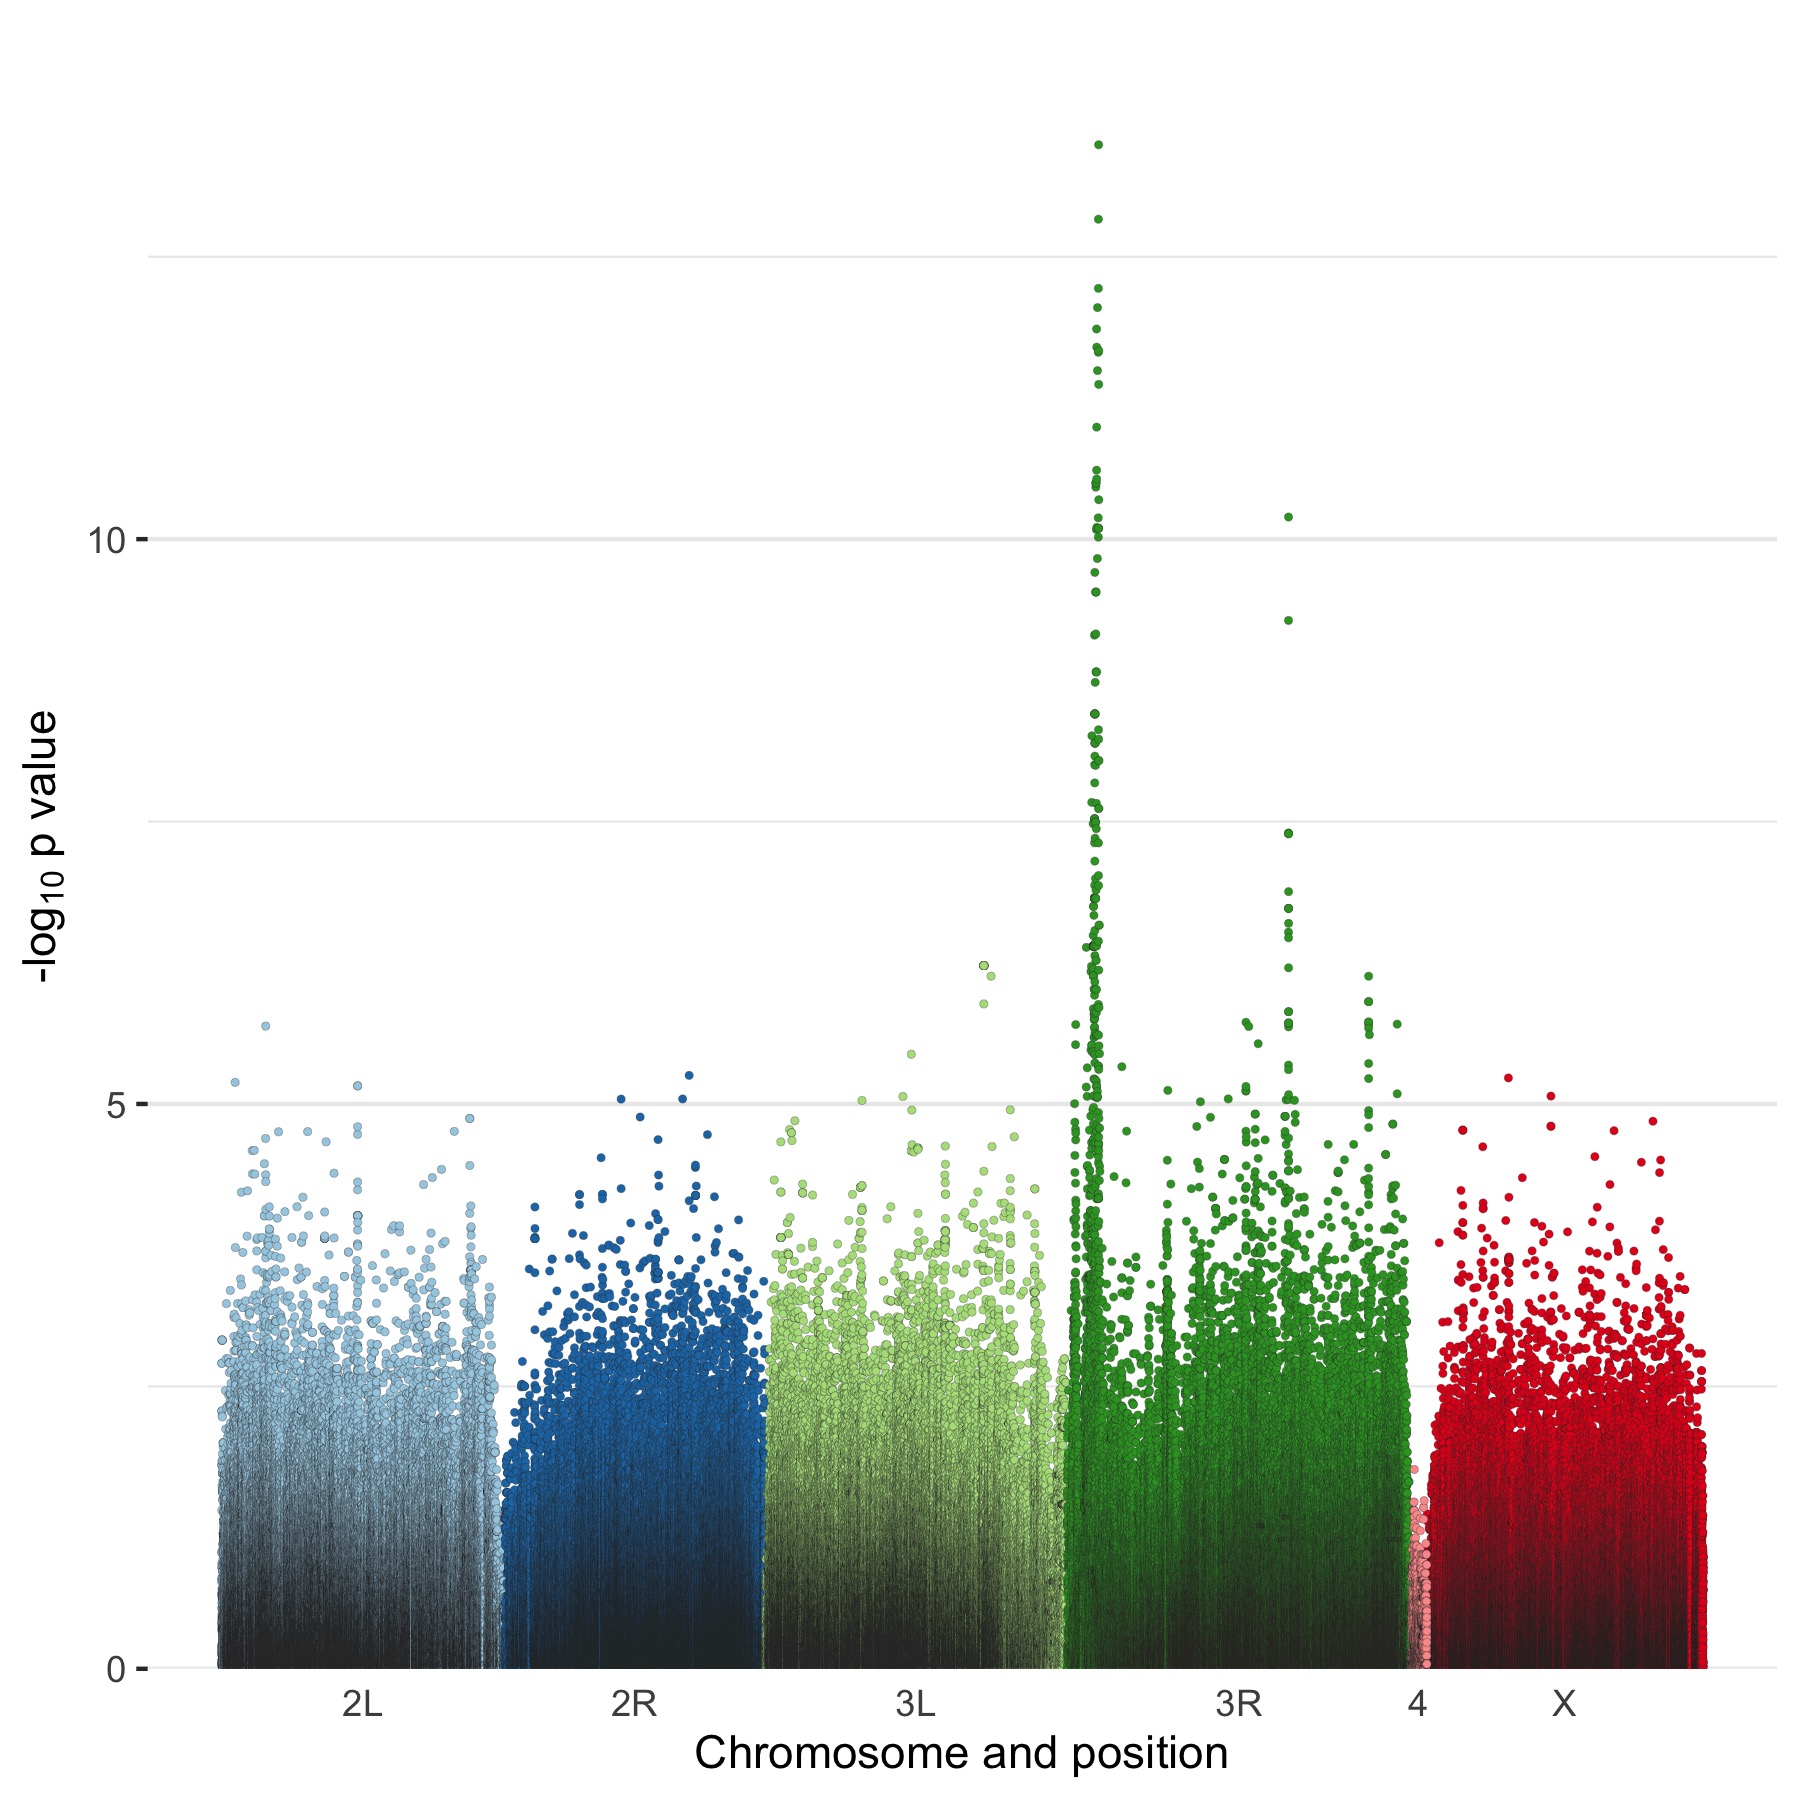 10
5
0
-log₁₀ p value
2L 2R 3L 3R 4 X
Chromosome and position